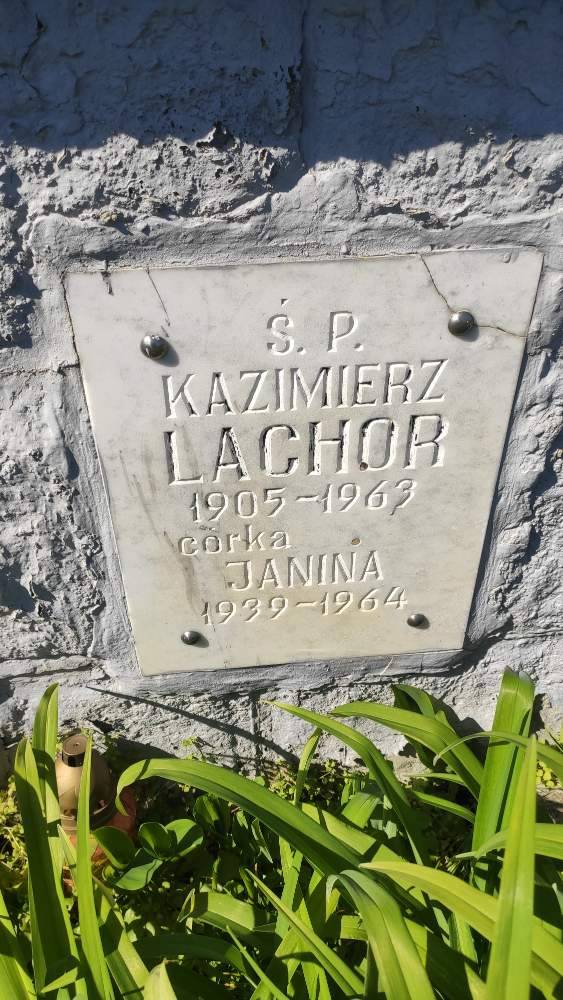 Ś. P.
KAZIMIERZ
LACHOR
1905-1963
córka
JANINA
1939-1964